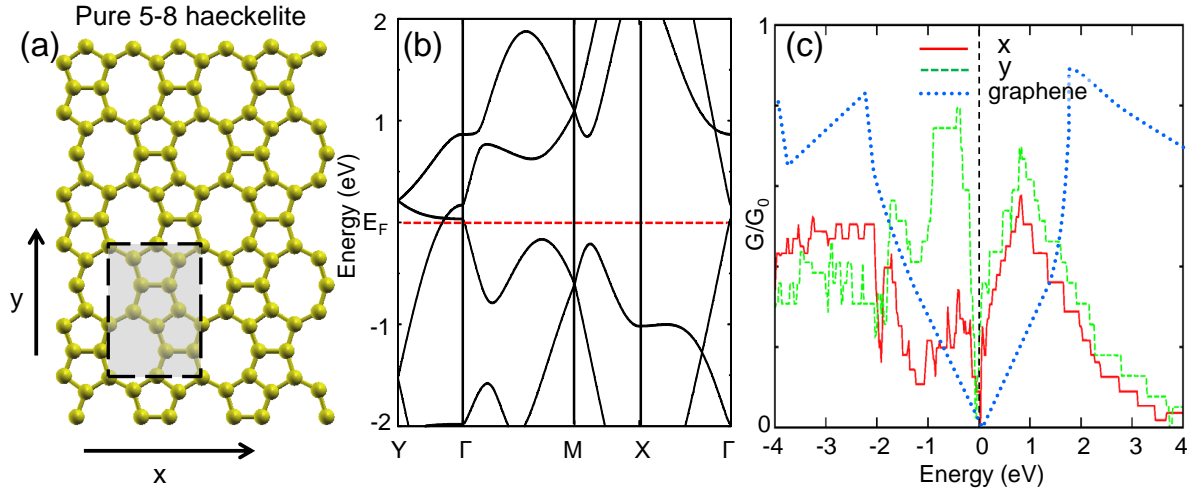 Pure 5-8 haeckelite
(a)
y
x
(b)
Energy (eV)
2
1
E_F
-1
-2
Y Γ M X Γ
(c)
x
y
graphene
G/G_0
1
0
-4 -3 -2 -1 0 1 2 3 4
Energy (eV)